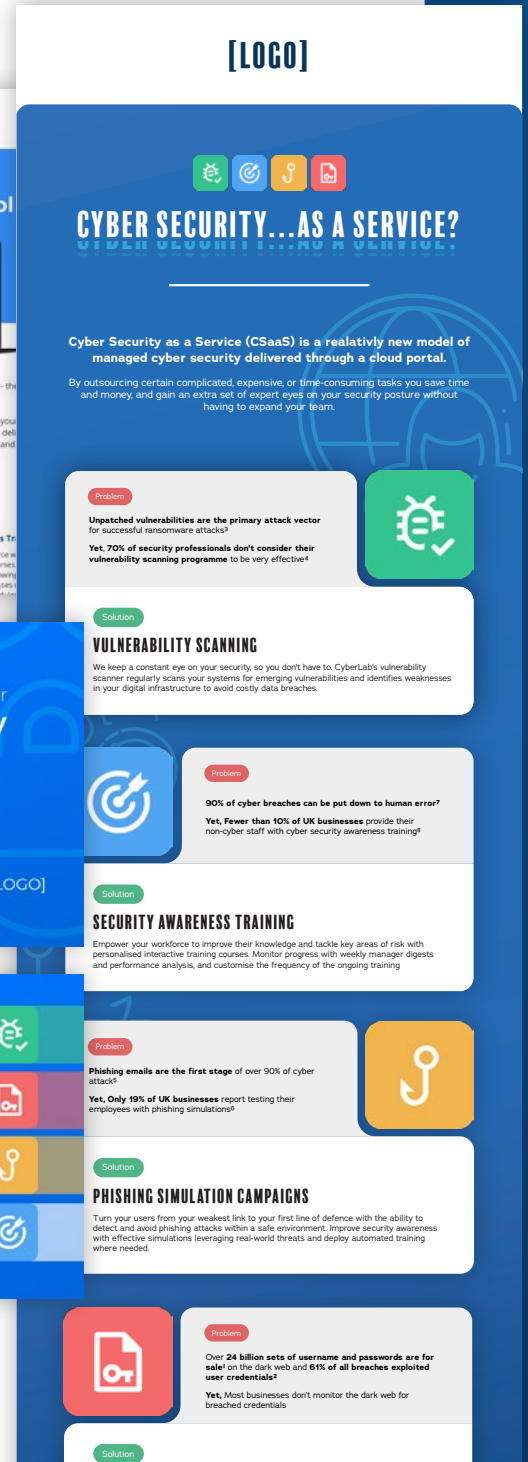 [LOGO]
CYBER SECURITY...AS A SERVICE?
Cyber Security as a Service (CSaaS) is a realativly new model of
managed cyber security delivered through a cloud portal.
By outsourcing certain complicated, expensive, or time-consuming tasks you save time
and money, and gain an extra set of expert eyes on your security posture without
having to expand your team.
Problem
Unpatched vulnerabilities are the primary attack vector
for successful ransomware attacks³
Yet, 70% of security professionals don't consider their
vulnerability scanning programme to be very effective⁴
Solution
VULNERABILITY SCANNING
We keep a constant eye on your security, so you don't have to. CyberLab's vulnerability
scanner regularly scans your systems for emerging vulnerabilities and identifies weaknesses
in your digital infrastructure to avoid costly data breaches.
Problem
90% of cyber breaches can be put down to human error⁷
Yet, Fewer than 10% of UK businesses provide their
non-cyber staff with cyber security awareness training⁸
Solution
SECURITY AWARENESS TRAINING
Empower your workforce to improve their knowledge and tackle key areas of risk with
personalised interactive training courses. Monitor progress with weekly manager digests
and performance analysis, and customise the frequency of the ongoing training
Problem
Phishing emails are the first stage of over 90% of cyber
attack⁵
Yet, Only 19% of UK businesses report testing their
employees with phishing simulations⁶
Solution
PHISHING SIMULATION CAMPAIGNS
Turn your users from your weakest link to your first line of defence with the ability to
detect and avoid phishing attacks within a safe environment. Improve security awareness
with effective simulations leveraging real-world threats and deploy automated training
where needed.
Problem
Over 24 billion sets of username and passwords are for
sale¹ on the dark web and 61% of all breaches exploited
user credentials²
Yet, Most businesses don't monitor the dark web for
breached credentials
Solution
LOGO]